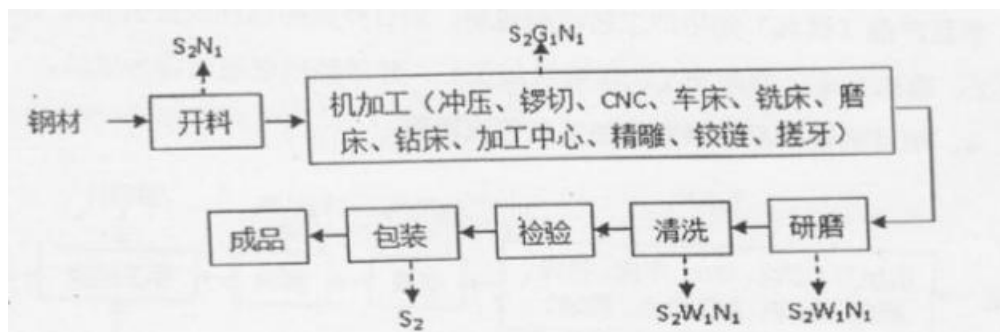 S₂N₁
S₂G₁N₁
钢材
开料
机加工（冲压、锣切、CNC、车床、铣床、磨
床、钻床、加工中心、精雕、铰链、搓牙）
成品
包装
检验
清洗
研磨
S₂
S₂W₁N₁
S₂W₁N₁